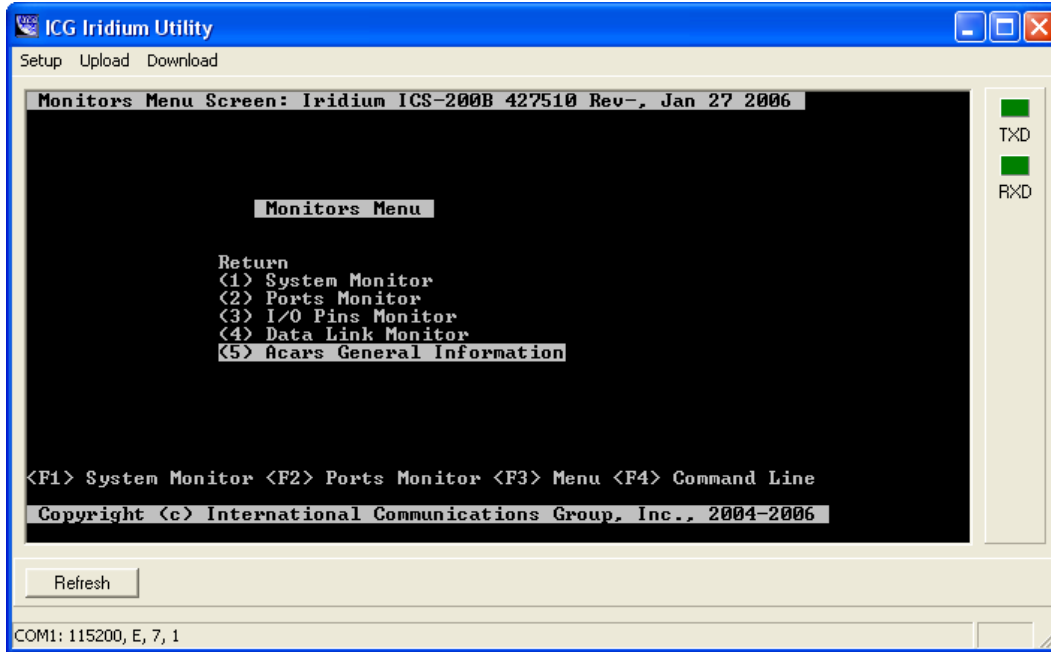 ICG Iridium Utility
Setup Upload Download
Monitors Menu Screen: Iridium ICS-200B 427510 Rev-, Jan 27 2006
TXD
RXD
Monitors Menu
Return
(1) System Monitor
(2) Ports Monitor
(3) I/O Pins Monitor
(4) Data Link Monitor
(5) Acars General Information
<F1> System Monitor <F2> Ports Monitor <F3> Menu <F4> Command Line
Copyright (c) International Communications Group, Inc., 2004-2006
Refresh
COM1: 115200, E, 7, 1